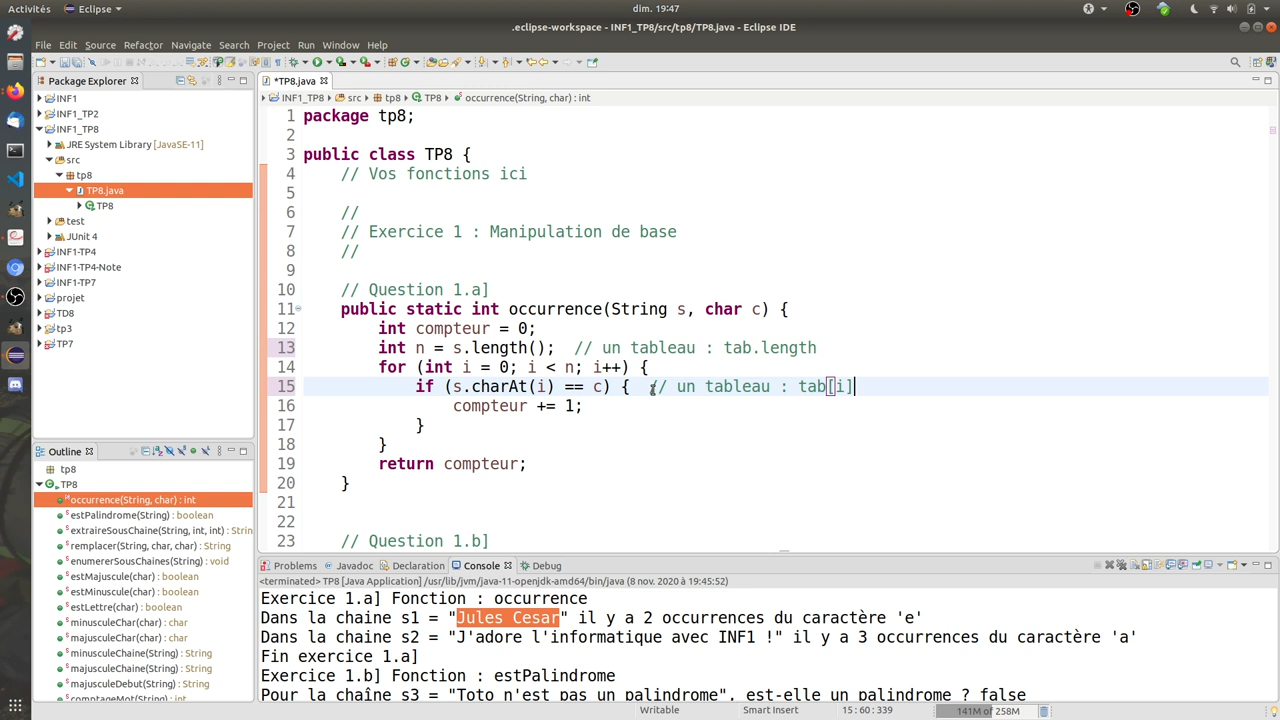 Activités Eclipse dim. 19:47
.eclipse-workspace - INF1_TP8/src/tp8/TP8.java - Eclipse IDE
File Edit Source Refactor Navigate Search Project Run Window Help
Package Explorer
INF1
INF1_TP2
INF1_TP8
JRE System Library [JavaSE-11]
src
tp8
TP8.java
TP8
test
JUnit 4
INF1-TP4
INF1-TP4-Note
INF1-TP7
projet
TD8
tp3
TP7
Outline
tp8
TP8
occurrence(String, char) : int
estPalindrome(String) : boolean
extraireSousChaine(String, int, int) : Strin
remplacer(String, char, char) : String
enumererSousChaines(String) : void
estMajuscule(char) : boolean
estMinuscule(char) : boolean
estLettre(char) : boolean
minusculeChar(char) : char
majusculeChar(char) : char
minusculeChaine(String) : String
majusculeChaine(String) : String
majusculeDebut(String) : String
comptageMot(String) : int
*TP8.java
INF1_TP8 src tp8 TP8 occurrence(String, char) : int
1 package tp8;
2
3 public class TP8 {
4 // Vos fonctions ici
5
6 //
7 // Exercice 1 : Manipulation de base
8 //
9
10 // Question 1.a]
11 public static int occurrence(String s, char c) {
12 int compteur = 0;
13 int n = s.length(); // un tableau : tab.length
14 for (int i = 0; i < n; i++) {
15 if (s.charAt(i) == c) { // un tableau : tab[i]
16 compteur += 1;
17 }
18 }
19 return compteur;
20 }
21
22
23 // Question 1.b]
Problems Javadoc Declaration Console Debug
<terminated> TP8 [Java Application] /usr/lib/jvm/java-11-openjdk-amd64/bin/java (8 nov. 2020 à 19:45:52)
Exercice 1.a] Fonction : occurrence
Dans la chaine s1 = "Jules Cesar" il y a 2 occurrences du caractère 'e'
Dans la chaine s2 = "J'adore l'informatique avec INF1 !" il y a 3 occurrences du caractère 'a'
Fin exercice 1.a]
Exercice 1.b] Fonction : estPalindrome
Pour la chaîne s3 = "Toto n'est pas un palindrome", est-elle un palindrome ? false
Writable Smart Insert 15 : 60 : 339 141M of 258M